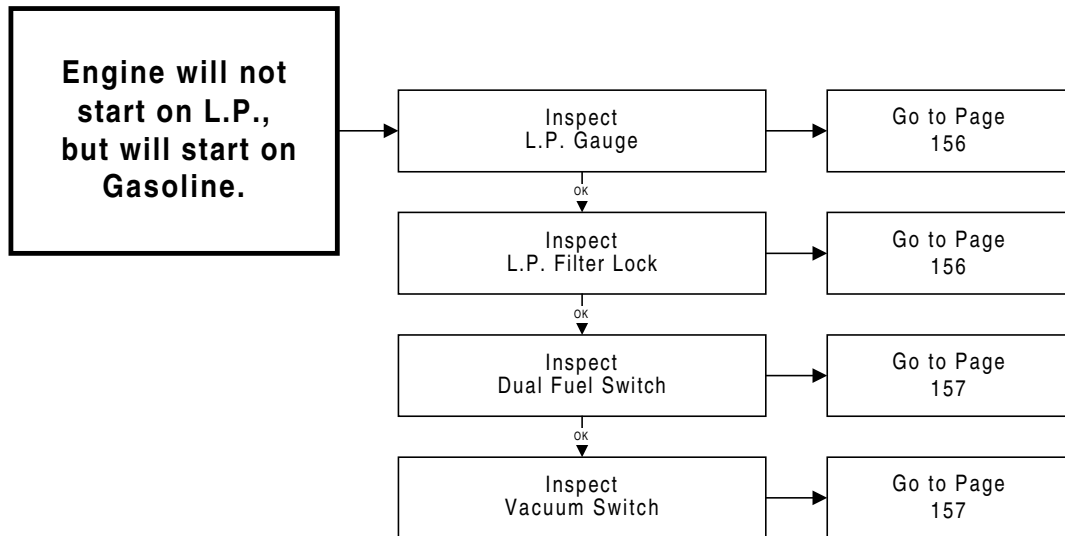 Engine will not
start on L.P.,
but will start on
Gasoline.
Inspect
L.P. Gauge
Go to Page
156
OK
Inspect
L.P. Filter Lock
Go to Page
156
OK
Inspect
Dual Fuel Switch
Go to Page
157
OK
Inspect
Vacuum Switch
Go to Page
157